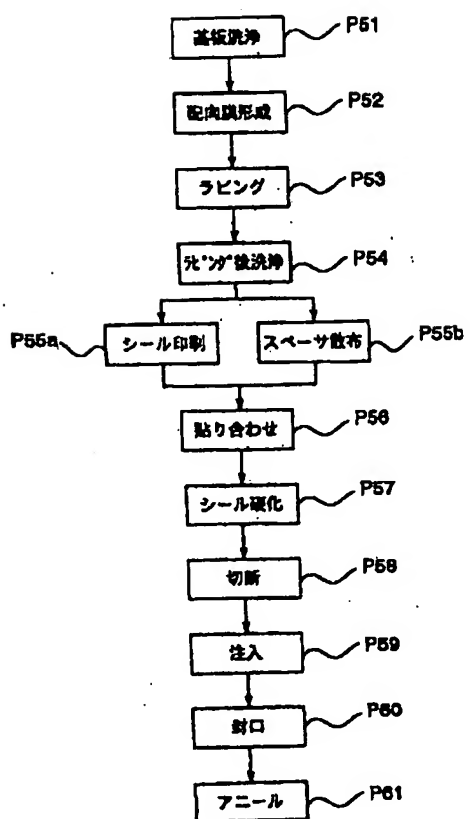 基板洗浄 P51
配向膜形成 P52
ラビング P53
ﾗﾋﾞﾝｸﾞ後洗浄 P54
P55a シール印刷 スペーサ散布 P55b
貼り合わせ P56
シール硬化 P57
切断 P58
注入 P59
封口 P60
アニール P61